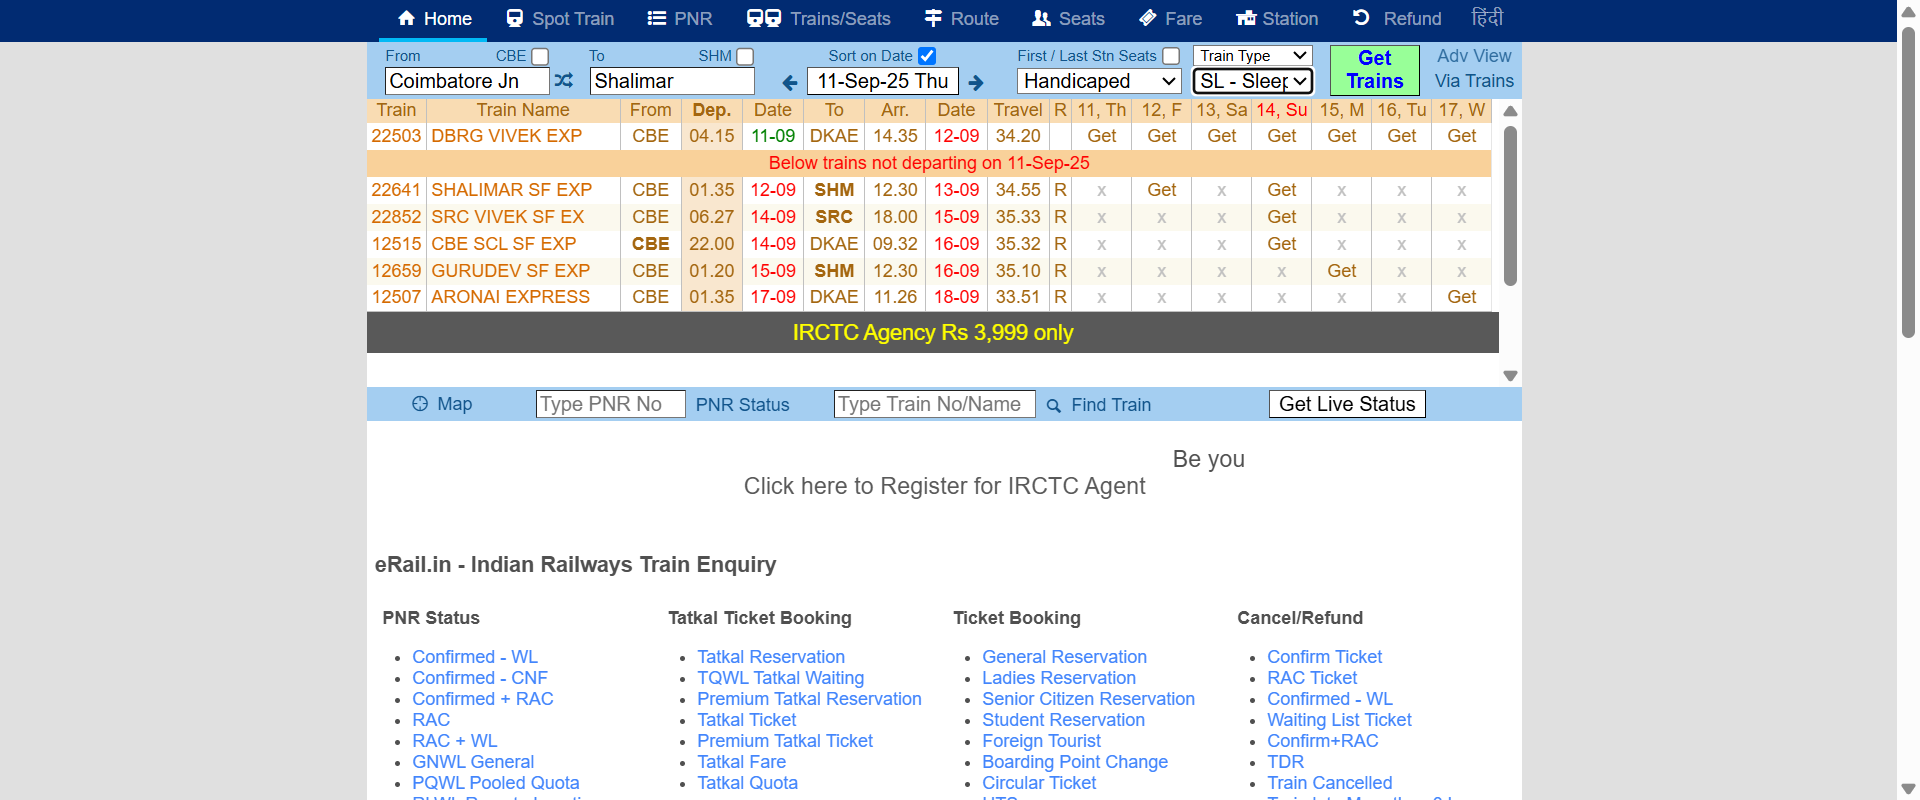 Home Spot Train PNR Trains/Seats Route Seats Fare Station Refund हिंदी
From CBE To SHM Sort on Date First / Last Stn Seats Train Type Get Trains Adv View
Coimbatore Jn Shalimar 11-Sep-25 Thu Handicaped SL - Sleep Via Trains
Train Train Name From Dep. Date To Arr. Date Travel R 11, Th 12, F 13, Sa 14, Su 15, M 16, Tu 17, W
22503 DBRG VIVEK EXP CBE 04.15 11-09 DKAE 14.35 12-09 34.20 Get Get Get Get Get Get Get
Below trains not departing on 11-Sep-25
22641 SHALIMAR SF EXP CBE 01.35 12-09 SHM 12.30 13-09 34.55 R x Get x Get x x x
22852 SRC VIVEK SF EX CBE 06.27 14-09 SRC 18.00 15-09 35.33 R x x x Get x x x
12515 CBE SCL SF EXP CBE 22.00 14-09 DKAE 09.32 16-09 35.32 R x x x Get x x x
12659 GURUDEV SF EXP CBE 01.20 15-09 SHM 12.30 16-09 35.10 R x x x x Get x x
12507 ARONAI EXPRESS CBE 01.35 17-09 DKAE 11.26 18-09 33.51 R x x x x x x Get
IRCTC Agency Rs 3,999 only
Map Type PNR No PNR Status Type Train No/Name Find Train Get Live Status
Be you
Click here to Register for IRCTC Agent
eRail.in - Indian Railways Train Enquiry
PNR Status Tatkal Ticket Booking Ticket Booking Cancel/Refund
Confirmed - WL Tatkal Reservation General Reservation Confirm Ticket
Confirmed - CNF TQWL Tatkal Waiting Ladies Reservation RAC Ticket
Confirmed + RAC Premium Tatkal Reservation Senior Citizen Reservation Confirmed - WL
RAC Tatkal Ticket Student Reservation Waiting List Ticket
RAC + WL Premium Tatkal Ticket Foreign Tourist Confirm+RAC
GNWL General Tatkal Fare Boarding Point Change TDR
PQWL Pooled Quota Tatkal Quota Circular Ticket Train Cancelled